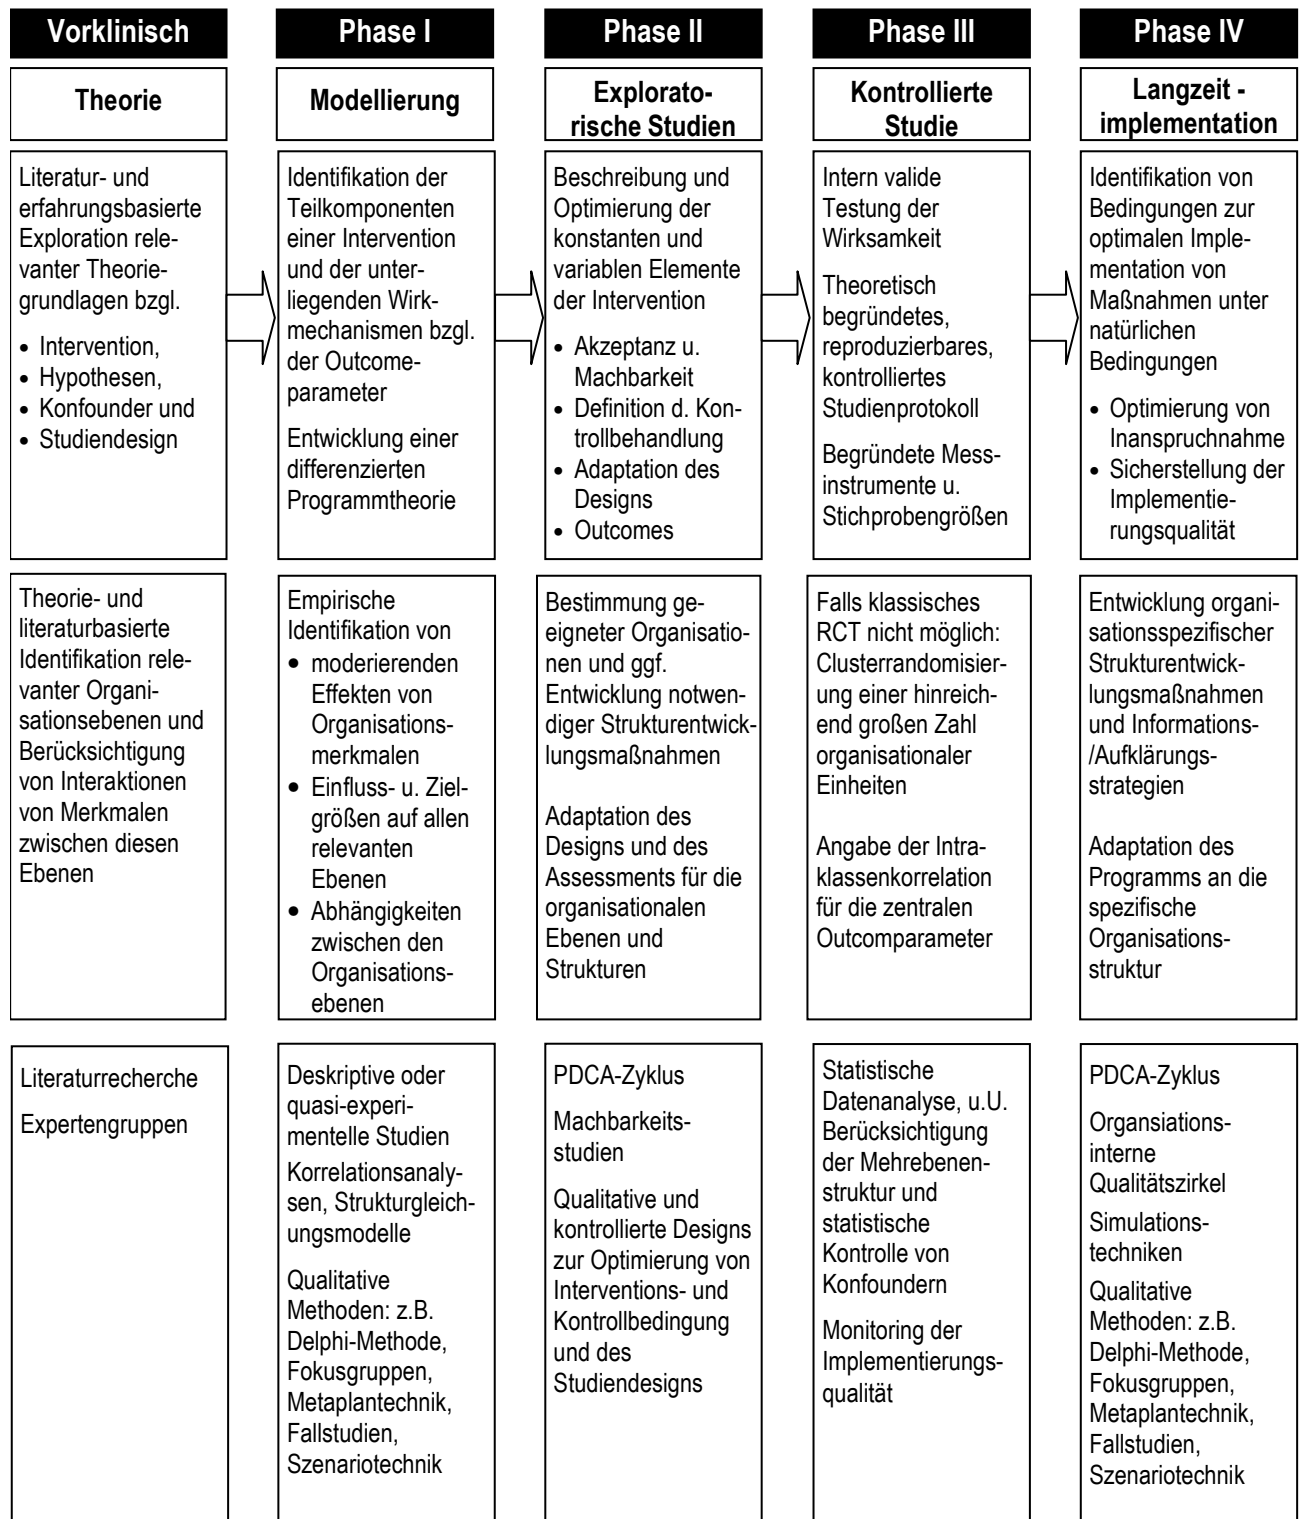 Vorklinisch
Phase I
Phase II
Phase III
Phase IV
Theorie
Modellierung
Explorato-
rische Studien
Kontrollierte
Studie
Langzeit -
implementation
Literatur- und
erfahrungsbasierte
Exploration rele-
vanter Theorie-
grundlagen bzgl.
• Intervention,
• Hypothesen,
• Konfounder und
• Studiendesign
Identifikation der
Teilkomponenten
einer Intervention
und der unter-
liegenden Wirk-
mechanismen bzgl.
der Outcome-
parameter
Entwicklung einer
differenzierten
Programmtheorie
Beschreibung und
Optimierung der
konstanten und
variablen Elemente
der Intervention
• Akzeptanz u.
Machbarkeit
• Definition d. Kon-
trollbehandlung
• Adaptation des
Designs
• Outcomes
Intern valide
Testung der
Wirksamkeit
Theoretisch
begründetes,
reproduzierbares,
kontrolliertes
Studienprotokoll
Begründete Mess-
instrumente u.
Stichprobengrößen
Identifikation von
Bedingungen zur
optimalen Imple-
mentation von
Maßnahmen unter
natürlichen
Bedingungen
• Optimierung von
Inanspruchnahme
• Sicherstellung der
Implementie-
rungsqualität
Theorie- und
literaturbasierte
Identifikation rele-
vanter Organi-
sationsebenen und
Berücksichtigung
von Interaktionen
von Merkmalen
zwischen diesen
Ebenen
Empirische
Identifikation von
• moderierenden
Effekten von
Organisations-
merkmalen
• Einfluss- u. Ziel-
größen auf allen
relevanten
Ebenen
• Abhängigkeiten
zwischen den
Organisations-
ebenen
Bestimmung ge-
eigneter Organisatio-
nen und ggf.
Entwicklung notwen-
diger Strukturentwick-
lungsmaßnahmen
Adaptation des
Designs und des
Assessments für die
organisationalen
Ebenen und
Strukturen
Falls klassisches
RCT nicht möglich:
Clusterrandomisier-
ung einer hinreich-
end großen Zahl
organisationaler
Einheiten
Angabe der Intra-
klassenkorrelation
für die zentralen
Outcomparameter
Entwicklung organi-
sationsspezifischer
Strukturentwick-
lungsmaßnahmen
und Informations-
/Aufklärungs-
strategien
Adaptation des
Programms an die
spezifische
Organisations-
struktur
Literaturrecherche
Expertengruppen
Deskriptive oder
quasi-experi-
mentelle Studien
Korrelationsanaly-
sen, Strukturgleich-
ungsmodelle
Qualitative
Methoden: z.B.
Delphi-Methode,
Fokusgruppen,
Metaplantechnik,
Fallstudien,
Szenariotechnik
PDCA-Zyklus
Machbarkeits-
studien
Qualitative und
kontrollierte Designs
zur Optimierung von
Interventions- und
Kontrollbedingung
und des
Studiendesigns
Statistische
Datenanalyse, u.U.
Berücksichtigung
der Mehrebenen-
struktur und
statistische
Kontrolle von
Konfoundern
Monitoring der
Implementierungs-
qualität
PDCA-Zyklus
Organsiations-
interne
Qualitätszirkel
Simulations-
techniken
Qualitative
Methoden: z.B.
Delphi-Methode,
Fokusgruppen,
Metaplantechnik,
Fallstudien,
Szenariotechnik